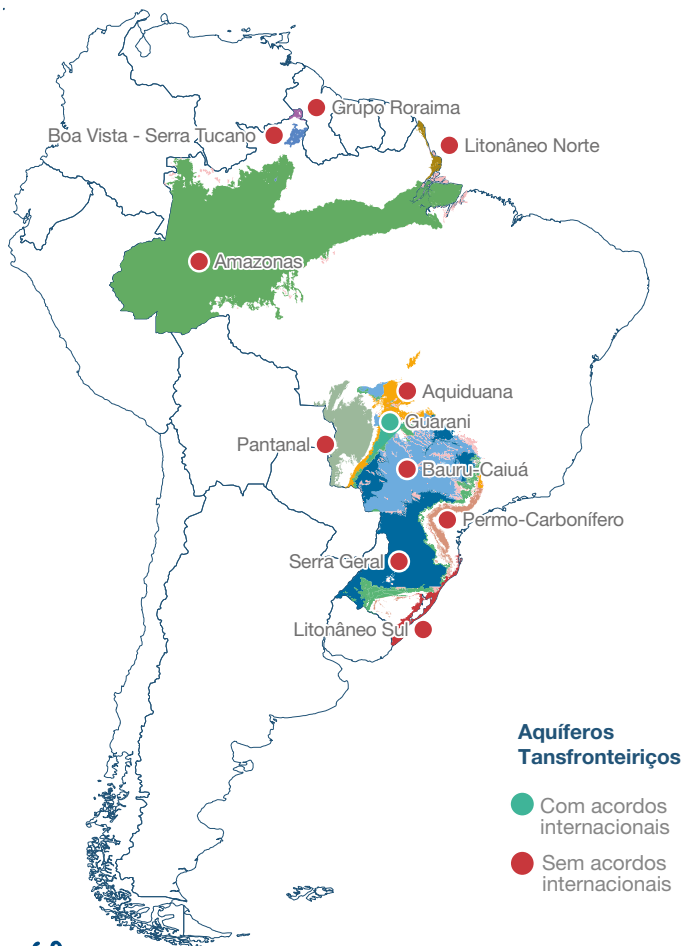 Grupo Roraima
Boa Vista - Serra Tucano
Litonâneo Norte
Amazonas
Aquiduana
Guarani
Pantanal
Bauru-Caiuá
Permo-Carbonífero
Serra Geral
Litonâneo Sul
Aquíferos
Tansfronteiriços
Com acordos
internacionais
Sem acordos
internacionais